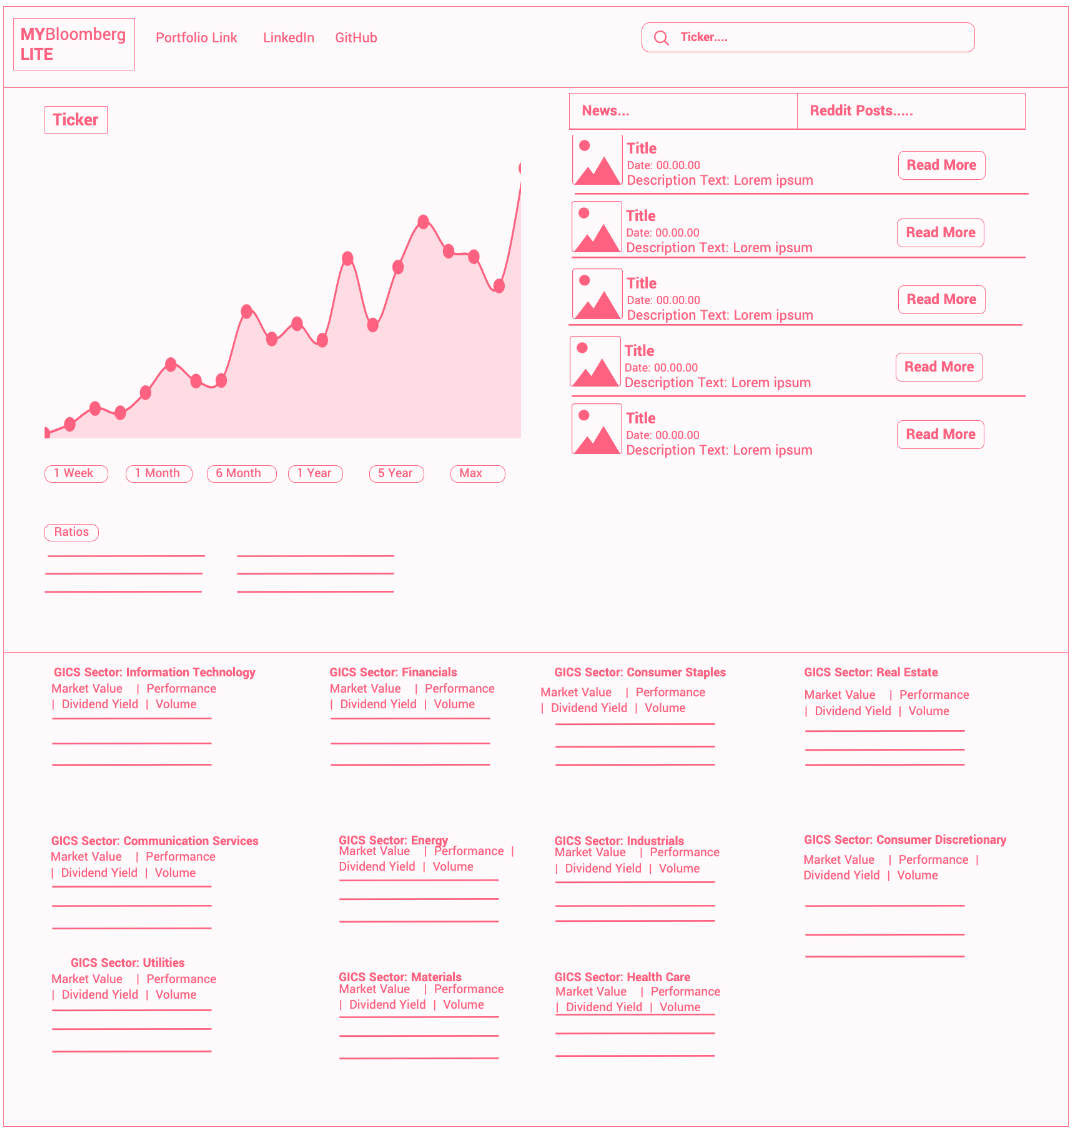 MYBloomberg
LITE
Portfolio Link
LinkedIn
GitHub
Ticker....
Ticker
News...
Reddit Posts.....
Title
Date: 00.00.00
Description Text: Lorem ipsum
Read More
Title
Date: 00.00.00
Description Text: Lorem ipsum
Read More
Title
Date: 00.00.00
Description Text: Lorem ipsum
Read More
Title
Date: 00.00.00
Description Text: Lorem ipsum
Read More
Title
Date: 00.00.00
Description Text: Lorem ipsum
Read More
1 Week
1 Month
6 Month
1 Year
5 Year
Max
Ratios
GICS Sector: Information Technology
Market Value | Performance
| Dividend Yield | Volume
GICS Sector: Financials
Market Value | Performance
| Dividend Yield | Volume
GICS Sector: Consumer Staples
Market Value | Performance
| Dividend Yield | Volume
GICS Sector: Real Estate
Market Value | Performance
| Dividend Yield | Volume
GICS Sector: Communication Services
Market Value | Performance
| Dividend Yield | Volume
GICS Sector: Energy
Market Value | Performance |
Dividend Yield | Volume
GICS Sector: Industrials
Market Value | Performance
| Dividend Yield | Volume
GICS Sector: Consumer Discretionary
Market Value | Performance |
Dividend Yield | Volume
GICS Sector: Utilities
Market Value | Performance
| Dividend Yield | Volume
GICS Sector: Materials
Market Value | Performance
| Dividend Yield | Volume
GICS Sector: Health Care
Market Value | Performance
| Dividend Yield | Volume